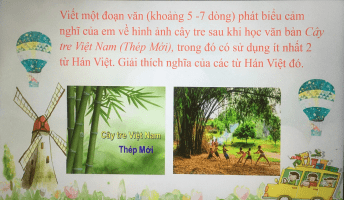 Viết một đoạn văn (khoảng 5 -7 dòng) phát biểu cảm
nghĩ của em về hình ảnh cây tre sau khi học văn bản Cây
tre Việt Nam (Thép Mới), trong đó có sử dụng ít nhất 2
từ Hán Việt. Giải thích nghĩa của các từ Hán Việt đó.
Cây tre Việt Nam
Thép Mới